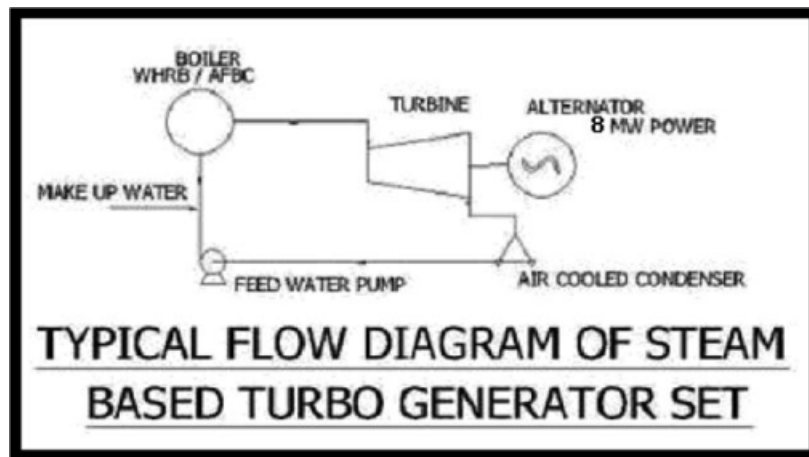 BOILER
WHRB / AFBC
TURBINE
ALTERNATOR
8 MW POWER
MAKE UP WATER
FEED WATER PUMP
AIR COOLED CONDENSER
TYPICAL FLOW DIAGRAM OF STEAM
BASED TURBO GENERATOR SET